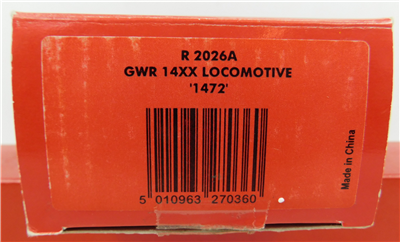 R 2026A
GWR 14XX LOCOMOTIVE
'1472'
5 010963 270360
Made in China